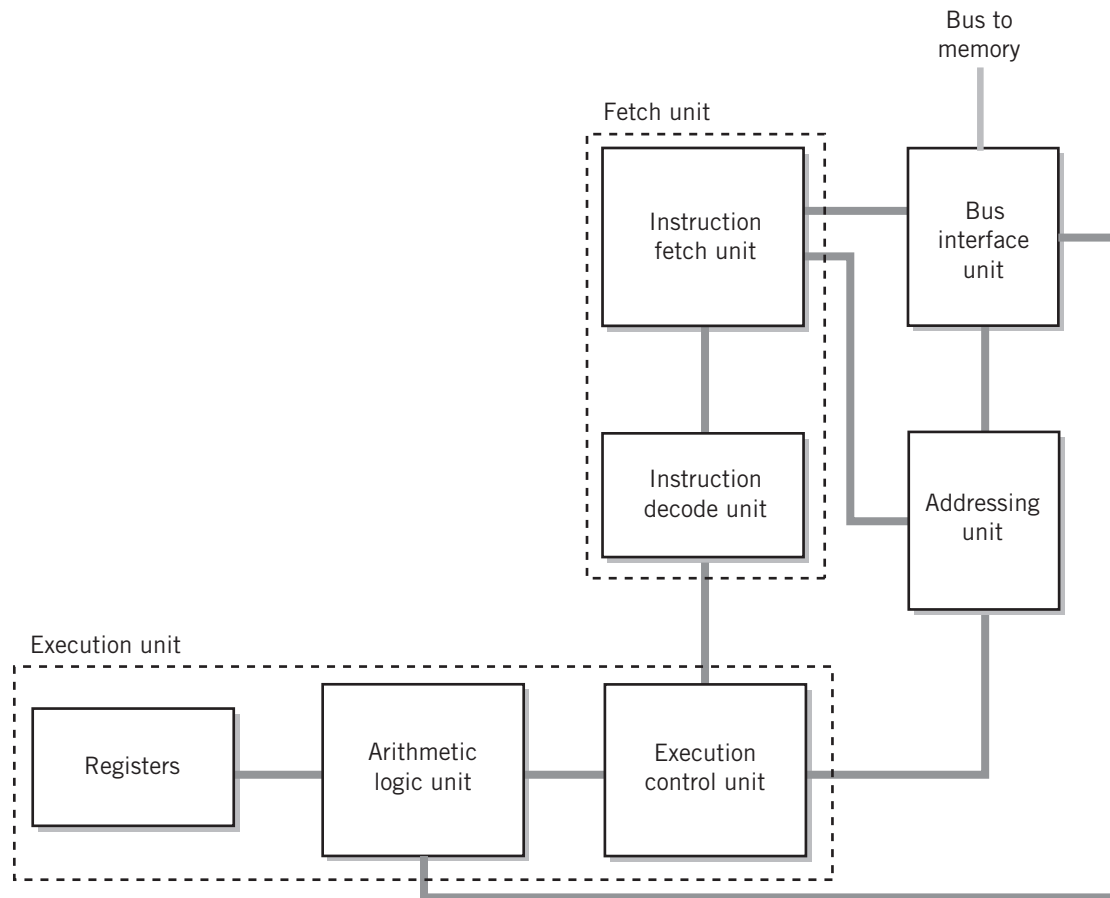 Bus to
memory
Fetch unit
Instruction
fetch unit
Bus
interface
unit
Instruction
decode unit
Addressing
unit
Execution unit
Registers
Arithmetic
logic unit
Execution
control unit